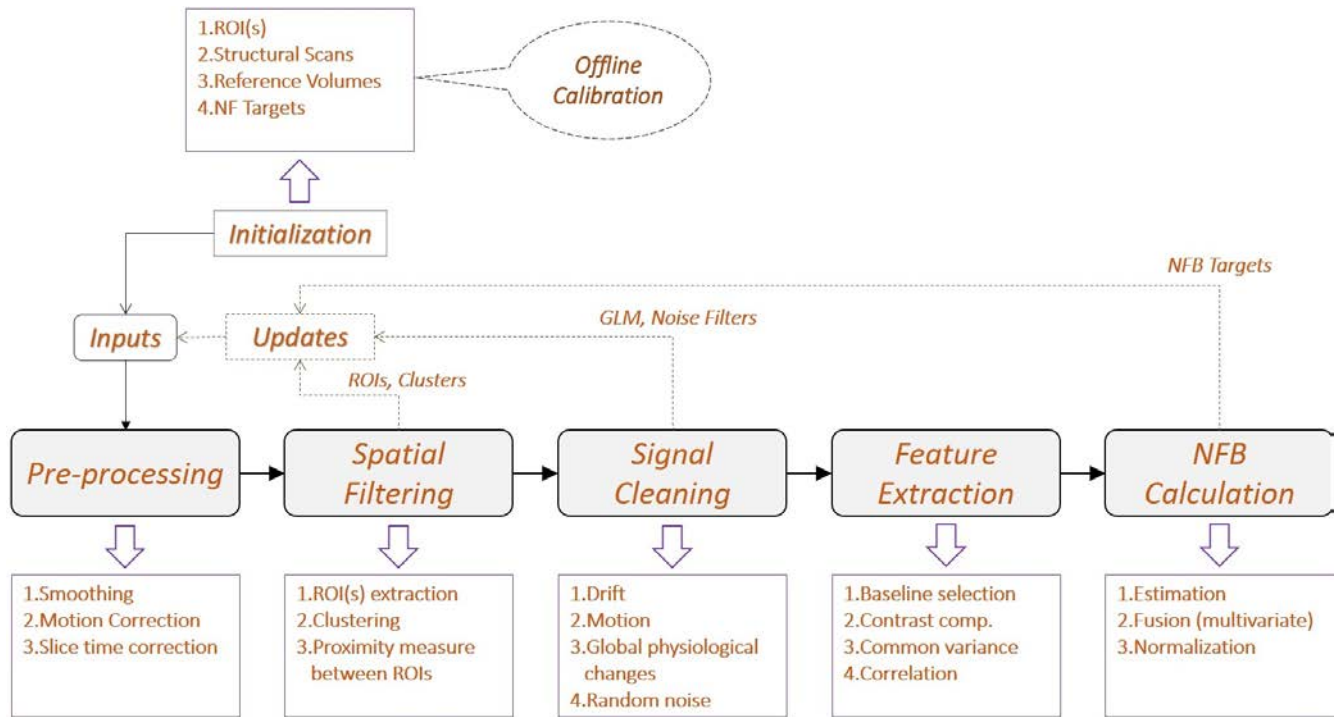 1.ROI(s)
2.Structural Scans
3.Reference Volumes
4.NF Targets
Offline
Calibration
Initialization
NFB Targets
GLM, Noise Filters
Inputs
Updates
ROIs, Clusters
Pre-processing
Spatial
Filtering
Signal
Cleaning
Feature
Extraction
NFB
Calculation
1.Smoothing
2.Motion Correction
3.Slice time correction
1.ROI(s) extraction
2.Clustering
3.Proximity measure
between ROIs
1.Drift
2.Motion
3.Global physiological
changes
4.Random noise
1.Baseline selection
2.Contrast comp.
3.Common variance
4.Correlation
1.Estimation
2.Fusion (multivariate)
3.Normalization